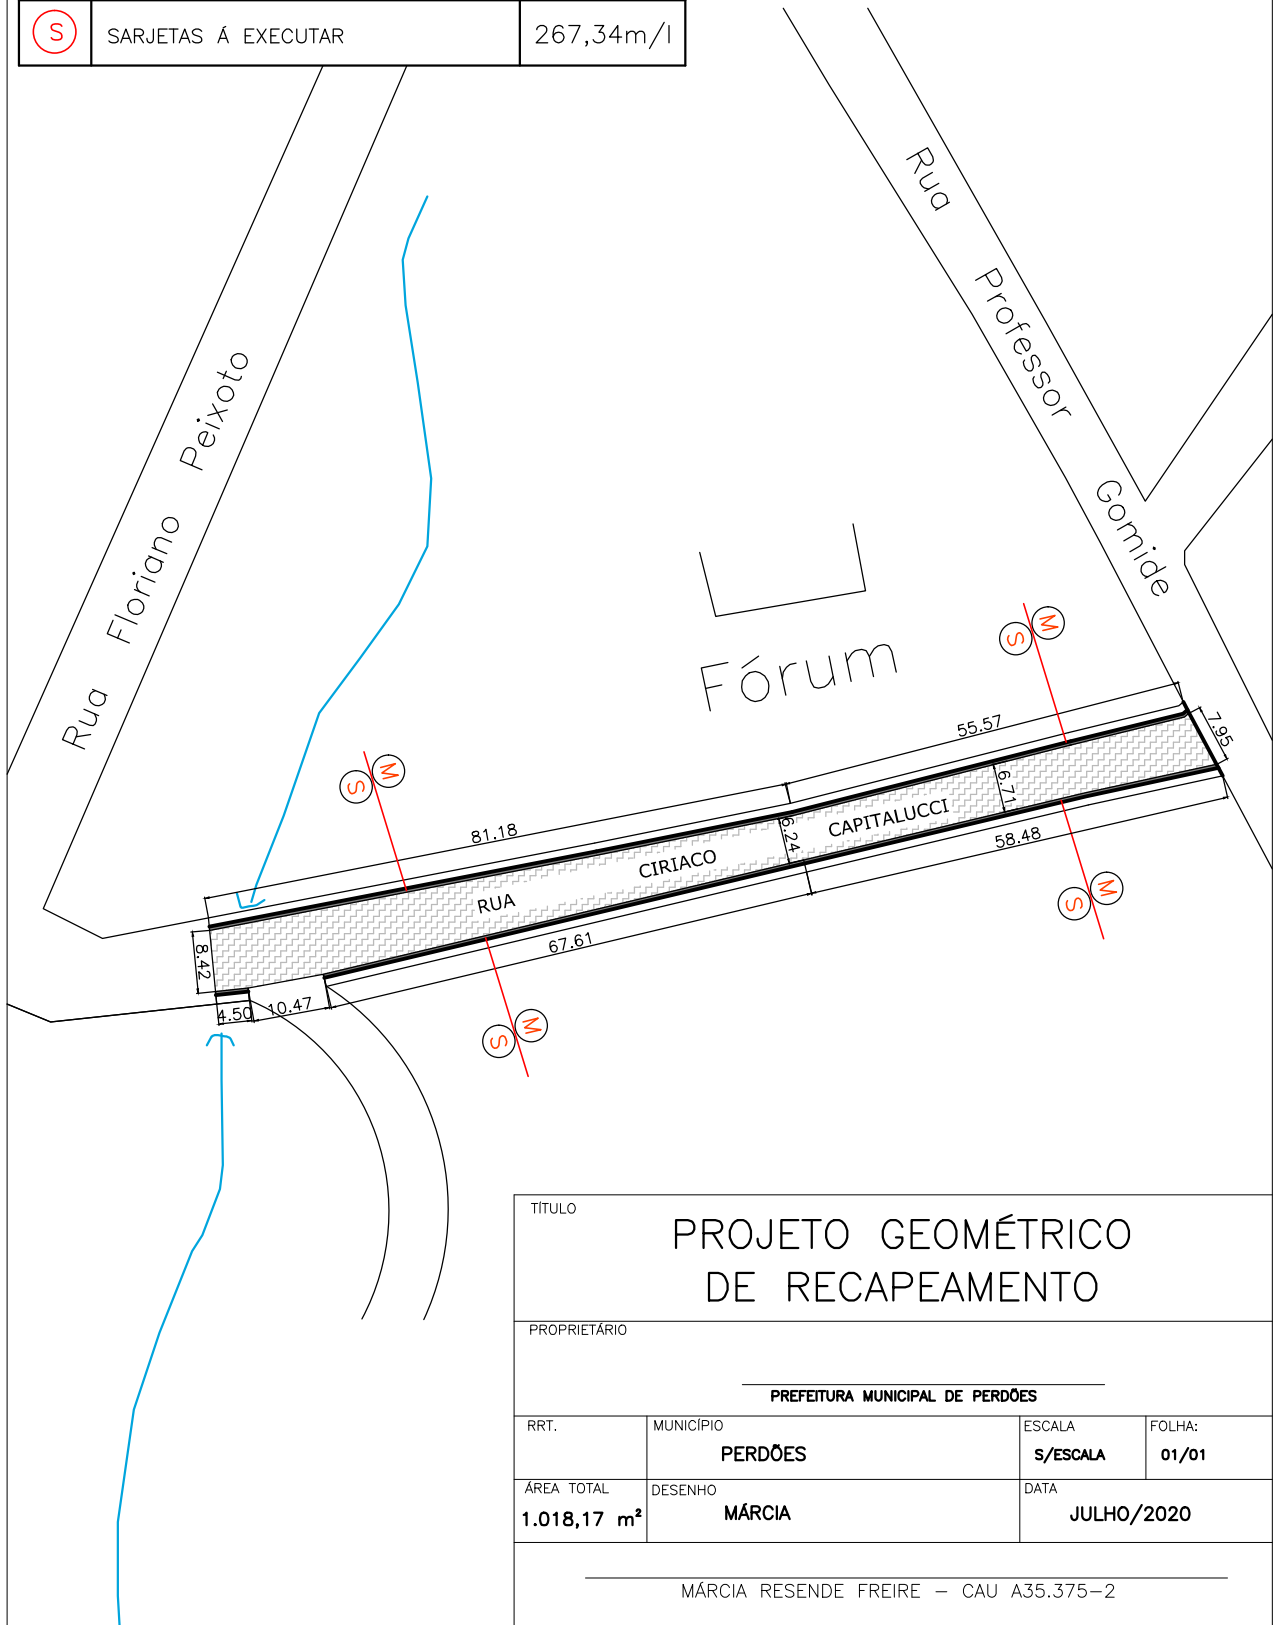 S SARJETAS Á EXECUTAR 267,34m/l
Rua Floriano Peixoto
Rua Professor Gomide
Fórum
S M
S M
55.57
7.95
81.18
6.71
6.24
RUA CIRIACO CAPITALUCCI
58.48
S M
67.61
8.42
4.50
10.47
S M
TÍTULO
PROJETO GEOMÉTRICO
DE RECAPEAMENTO
PROPRIETÁRIO
PREFEITURA MUNICIPAL DE PERDÕES
RRT. MUNICÍPIO ESCALA FOLHA:
PERDÕES S/ESCALA 01/01
ÁREA TOTAL DESENHO DATA
1.018,17 m² MÁRCIA JULHO/2020
MÁRCIA RESENDE FREIRE – CAU A35.375–2